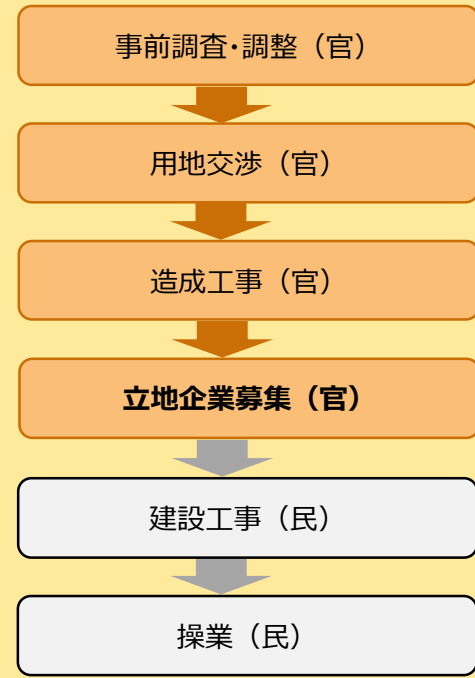 事前調査･調整（官）
用地交渉（官）
造成工事（官）
立地企業募集（官）
建設工事（民）
操業（民）